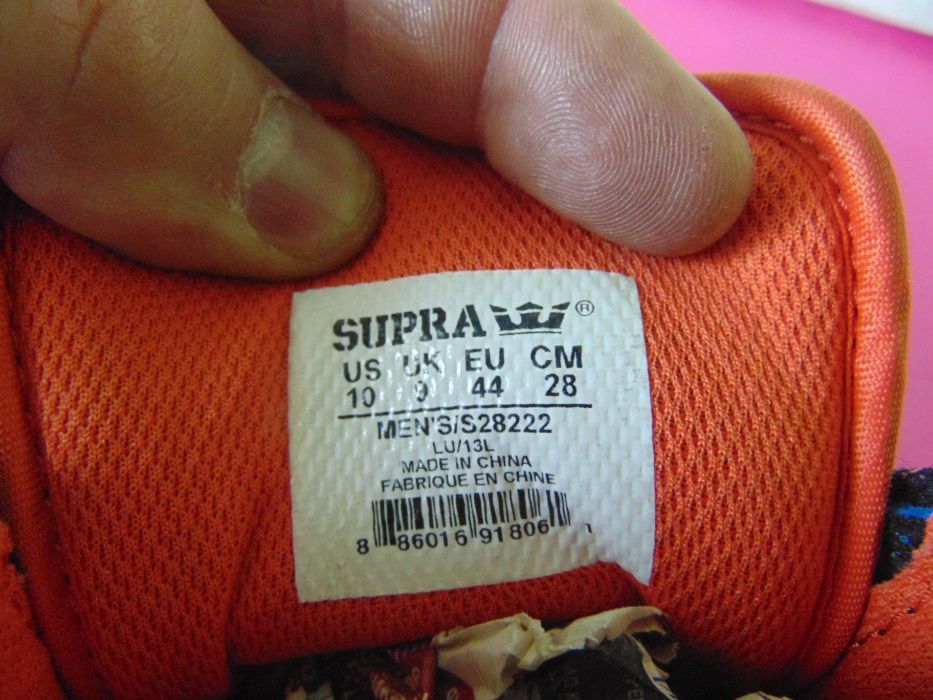 SUPRA ®
US UK EU CM
10 9 44 28
MEN'S/S28222
LU/13L
MADE IN CHINA
FABRIQUE EN CHINE
8 86016 91806 1